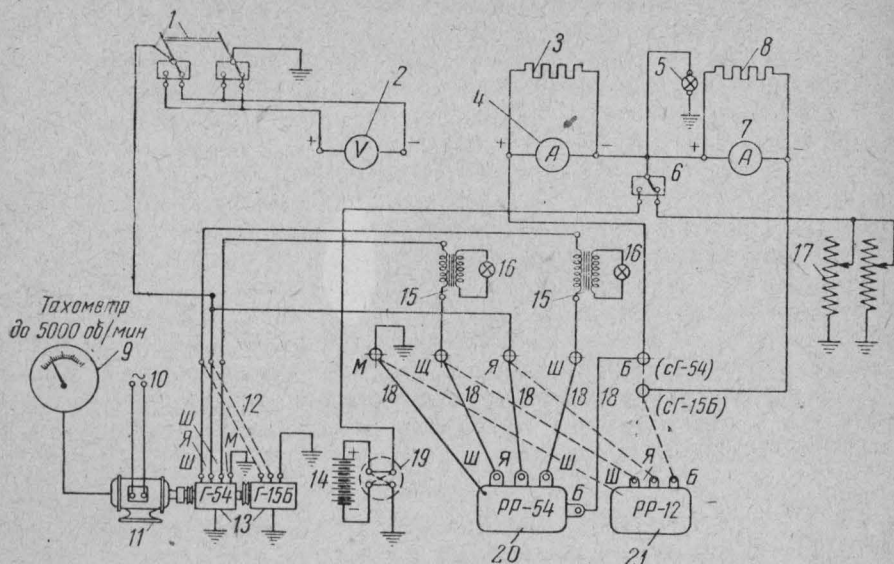 1
2
V
+ −
3
4
A
+ −
5
6
7
A
+ −
8
Тахометр
до 5000 об/мин
9
~ 10
11
12
Ш
Я
Ш
М
Г-54
Г-15Б
13
14
+
−
15
16
15
16
17
М
Щ
Я
Ш
Б
(с Г-54)
(с Г-15Б)
18
18
18
18
18
19
Ш
Я
Ш
Б
РР-54
20
Ш
Я
Б
РР-12
21